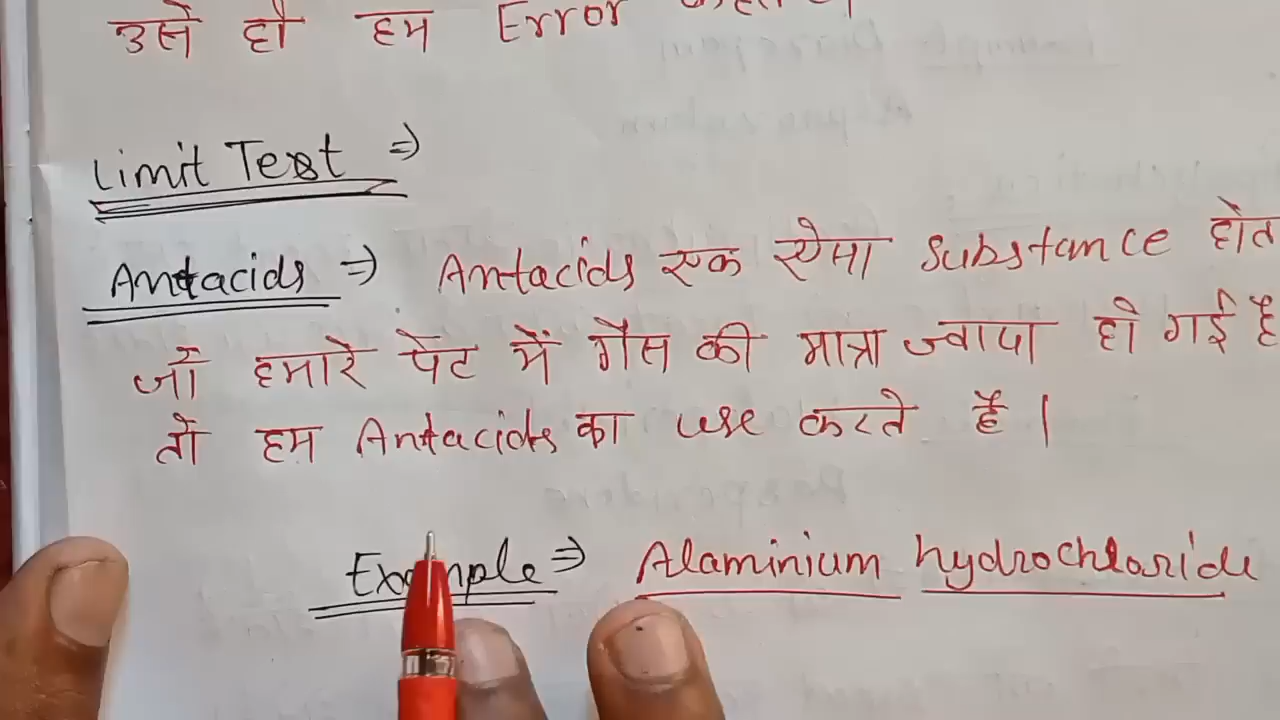 उसे ही हम Error
Limit Test ⇒
Antacids ⇒ Antacids एक ऐसा Substance होत
जो हमारे पेट में गैस की मात्रा ज्यादा हो गई है
तो हम Antacids का use करते हैं।
Example ⇒ Alaminium hydrochloride